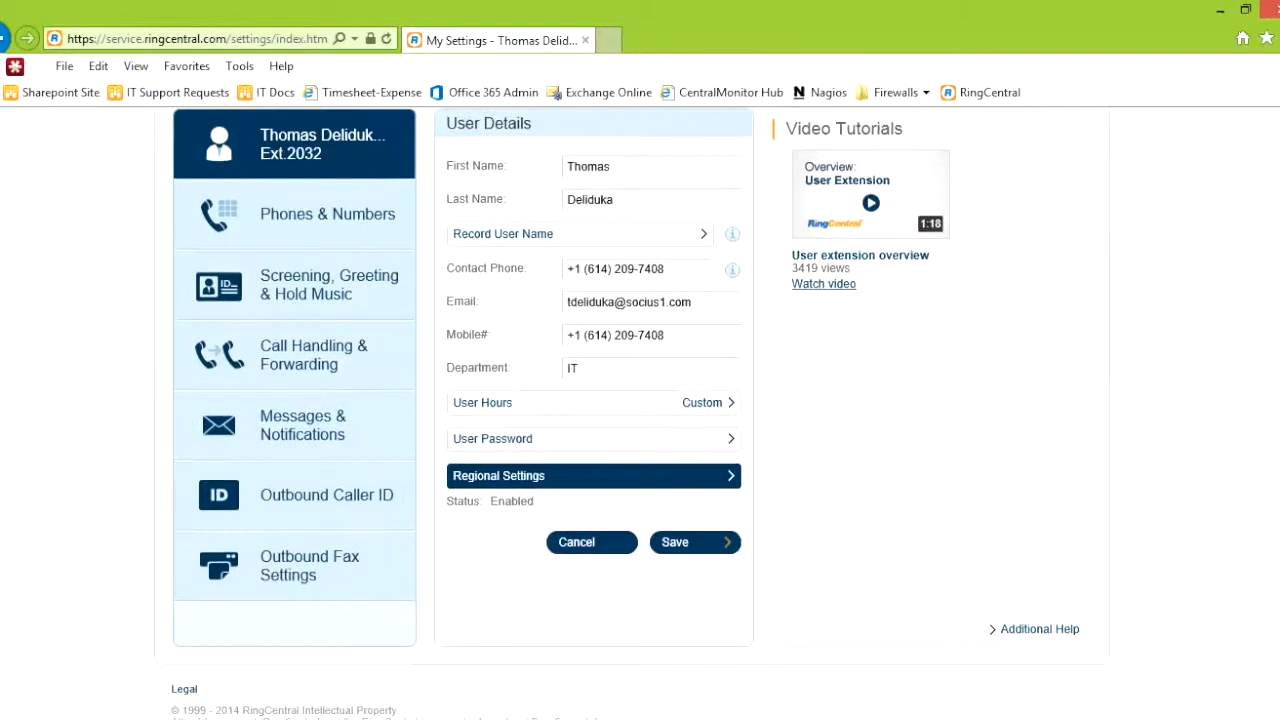 https://service.ringcentral.com/settings/index.htm
My Settings - Thomas Delid...
File Edit View Favorites Tools Help
Sharepoint Site IT Support Requests IT Docs Timesheet-Expense Office 365 Admin Exchange Online CentralMonitor Hub Nagios Firewalls RingCentral
Thomas Deliduk...
Ext.2032
Phones & Numbers
Screening, Greeting
& Hold Music
Call Handling &
Forwarding
Messages &
Notifications
ID Outbound Caller ID
Outbound Fax
Settings
User Details
First Name: Thomas
Last Name: Deliduka
Record User Name
Contact Phone: +1 (614) 209-7408
Email: tdeliduka@socius1.com
Mobile# +1 (614) 209-7408
Department: IT
User Hours Custom
User Password
Regional Settings
Status: Enabled
Cancel Save
Video Tutorials
Overview:
User Extension
RingCentral 1:18
User extension overview
3419 views
Watch video
Additional Help
Legal
© 1999 - 2014 RingCentral Intellectual Property